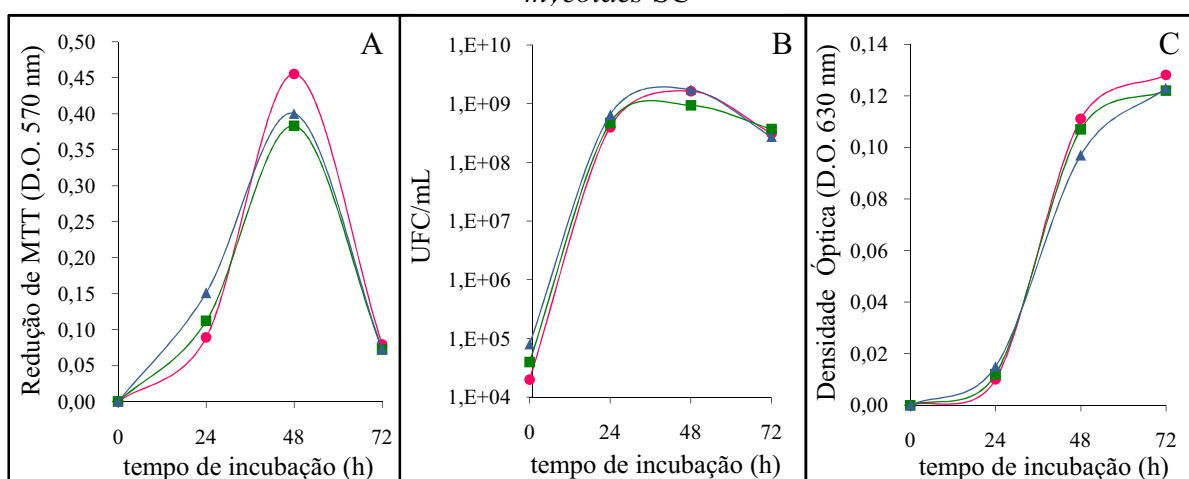 mycoides SC
A
Redução de MTT (D.O. 570 nm)
0,50
0,45
0,40
0,35
0,30
0,25
0,20
0,15
0,10
0,05
0,00
0 24 48 72
tempo de incubação (h)
B
UFC/mL
1,E+10
1,E+09
1,E+08
1,E+07
1,E+06
1,E+05
1,E+04
0 24 48 72
tempo de incubação (h)
C
Densidade Óptica (D.O. 630 nm)
0,14
0,12
0,10
0,08
0,06
0,04
0,02
0,00
0 24 48 72
tempo de incubação (h)